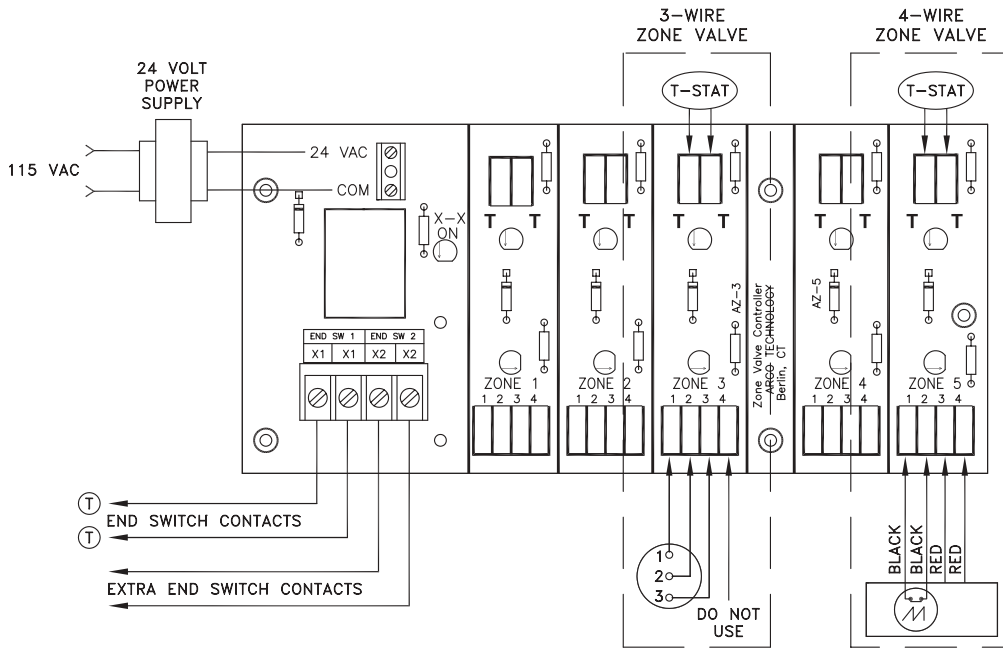 3-WIRE
ZONE VALVE
4-WIRE
ZONE VALVE
24 VOLT
POWER
SUPPLY
115 VAC
T-STAT
T-STAT
24 VAC
COM
X-X
ON
T T
T T
T T
T T
T T
AZ-3
AZ-5
Zone Valve Controller
ARGO TECHNOLOGY
Berlin, CT
END SW 1
END SW 2
X1 X1 X2 X2
ZONE 1
1 2 3 4
ZONE 2
1 2 3 4
ZONE 3
1 2 3 4
ZONE 4
1 2 3 4
ZONE 5
1 2 3 4
T
END SWITCH CONTACTS
T
EXTRA END SWITCH CONTACTS
1
2
3
DO NOT
USE
BLACK
BLACK
RED
RED